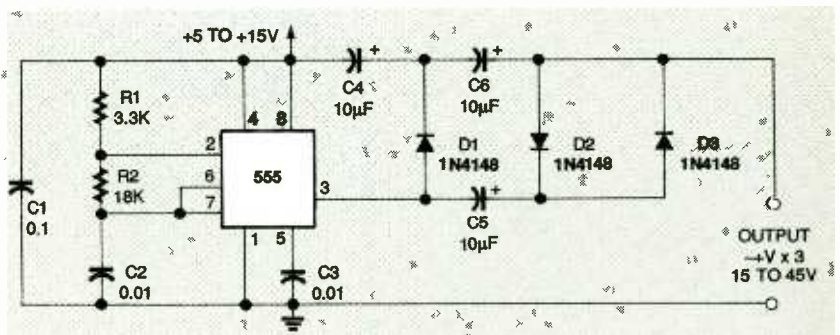 +5 TO +15V
C4
10µF
C6
10µF
R1
3.3K
4 8
2
D1
1N4148
D2
1N4148
D3
1N4148
R2
18K
6
555
3
7
C1
0.1
C5
10µF
1 5
OUTPUT
→V x 3
15 TO 45V
C2
0.01
C3
0.01